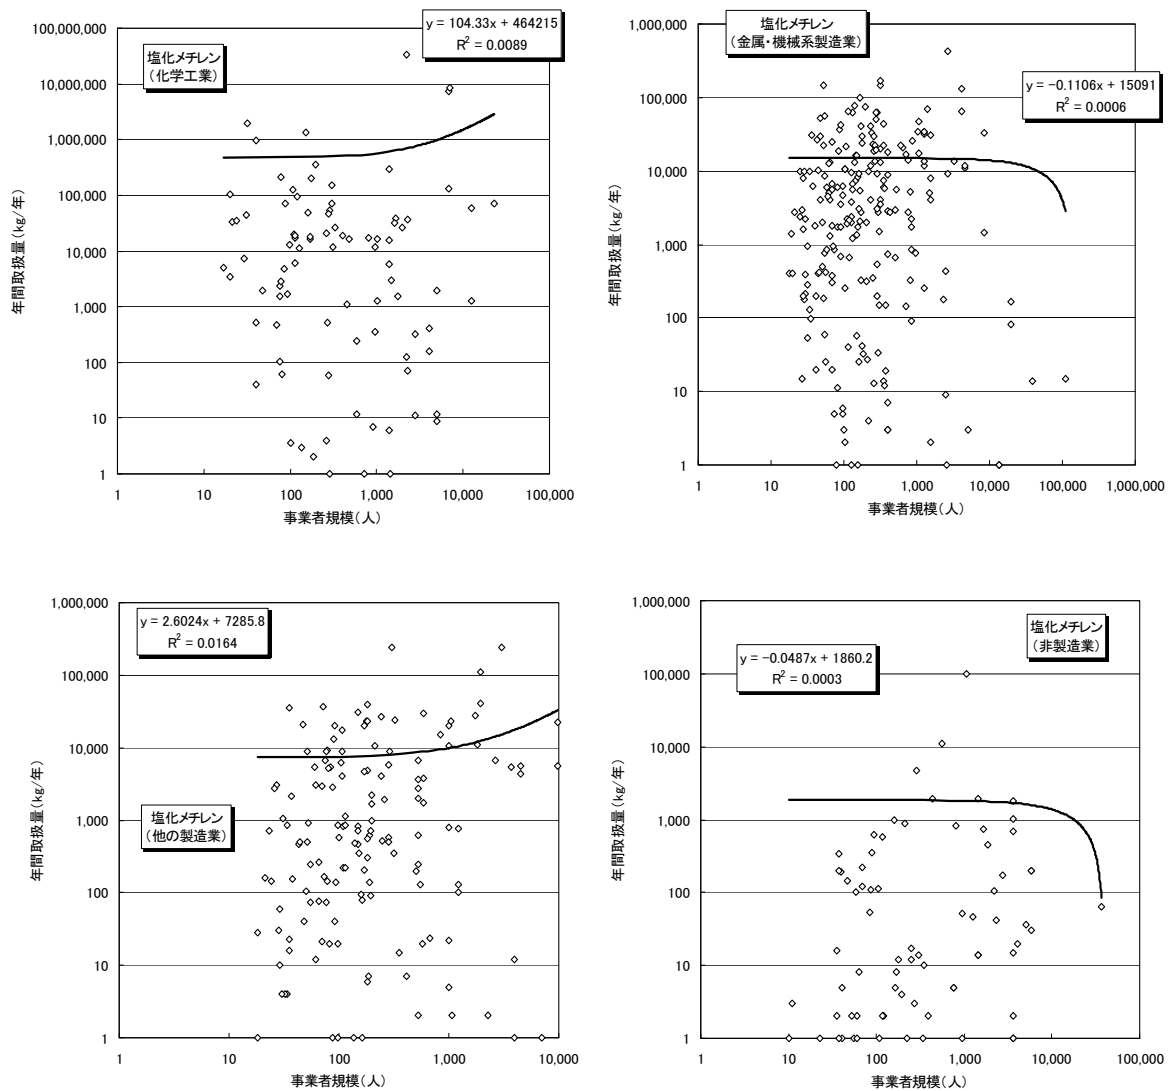 塩化メチレン
(化学工業)
y = 104.33x + 464215
R² = 0.0089
年間取扱量(kg/年)
100,000,000
10,000,000
1,000,000
100,000
10,000
1,000
100
10
1
1 10 100 1,000 10,000 100,000
事業者規模(人)
塩化メチレン
(金属・機械系製造業)
y = -0.1106x + 15091
R² = 0.0006
年間取扱量(kg/年)
1,000,000
100,000
10,000
1,000
100
10
1
1 10 100 1,000 10,000 100,000 1,000,000
事業者規模(人)
y = 2.6024x + 7285.8
R² = 0.0164
塩化メチレン
(他の製造業)
年間取扱量(kg/年)
1,000,000
100,000
10,000
1,000
100
10
1
1 10 100 1,000 10,000
事業者規模(人)
塩化メチレン
(非製造業)
y = -0.0487x + 1860.2
R² = 0.0003
年間取扱量(kg/年)
1,000,000
100,000
10,000
1,000
100
10
1
1 10 100 1,000 10,000 100,000
事業者規模(人)